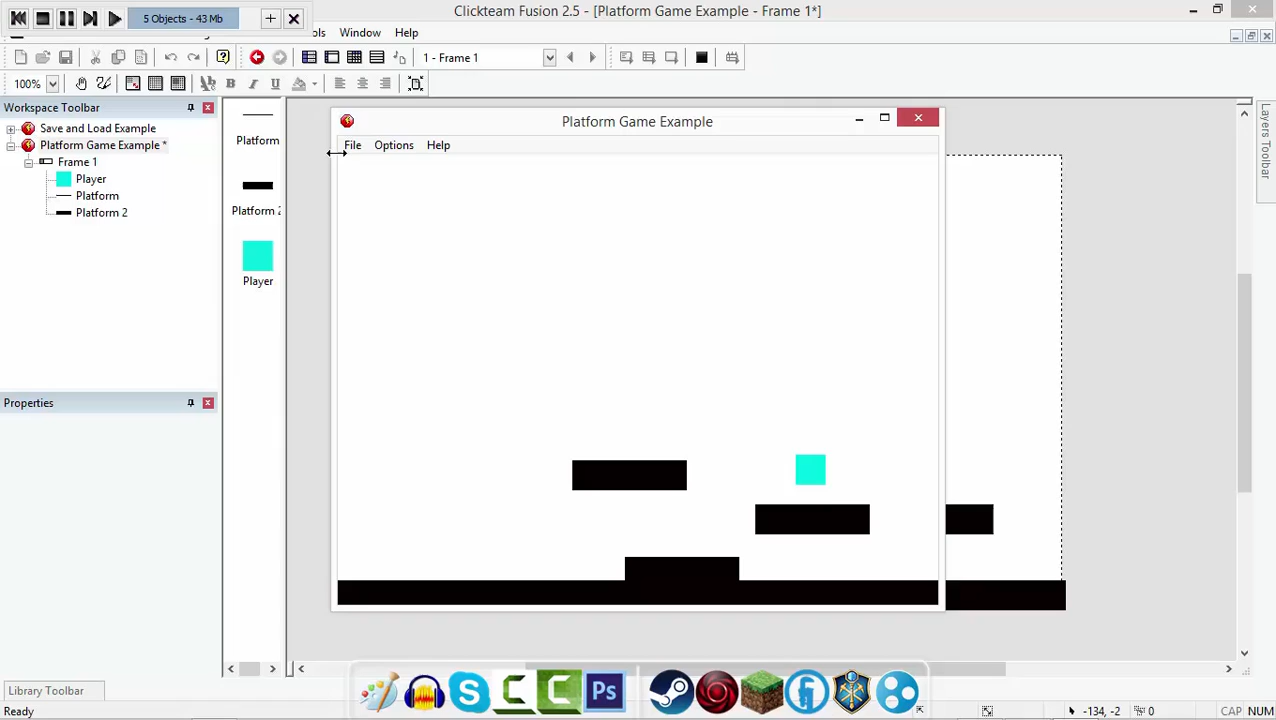 Clickteam Fusion 2.5 - [Platform Game Example - Frame 1*]
5 Objects - 43 Mb
ols Window Help
1 - Frame 1
100%
B I U
Workspace Toolbar
Save and Load Example
Platform Game Example *
Frame 1
Player
Platform
Platform 2
Properties
Platform
Platform 2
Player
Platform Game Example
File Options Help
Layers Toolbar
Ps
Library Toolbar
Ready
-134, -2
0
CAP NUM